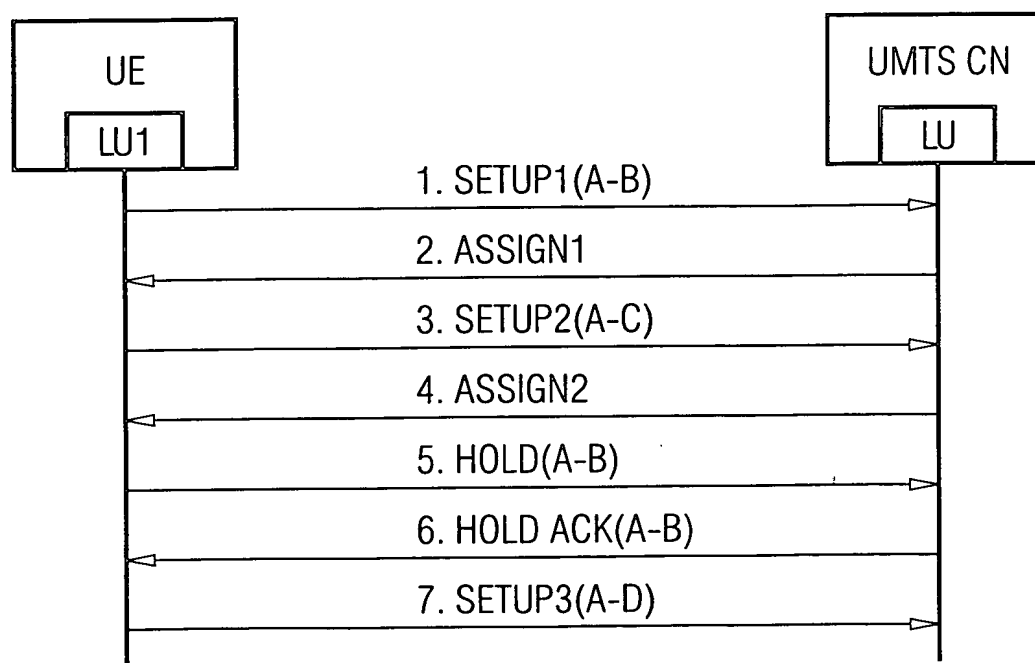 UE
UMTS CN
LU1
LU
1. SETUP1(A-B)
2. ASSIGN1
3. SETUP2(A-C)
4. ASSIGN2
5. HOLD(A-B)
6. HOLD ACK(A-B)
7. SETUP3(A-D)